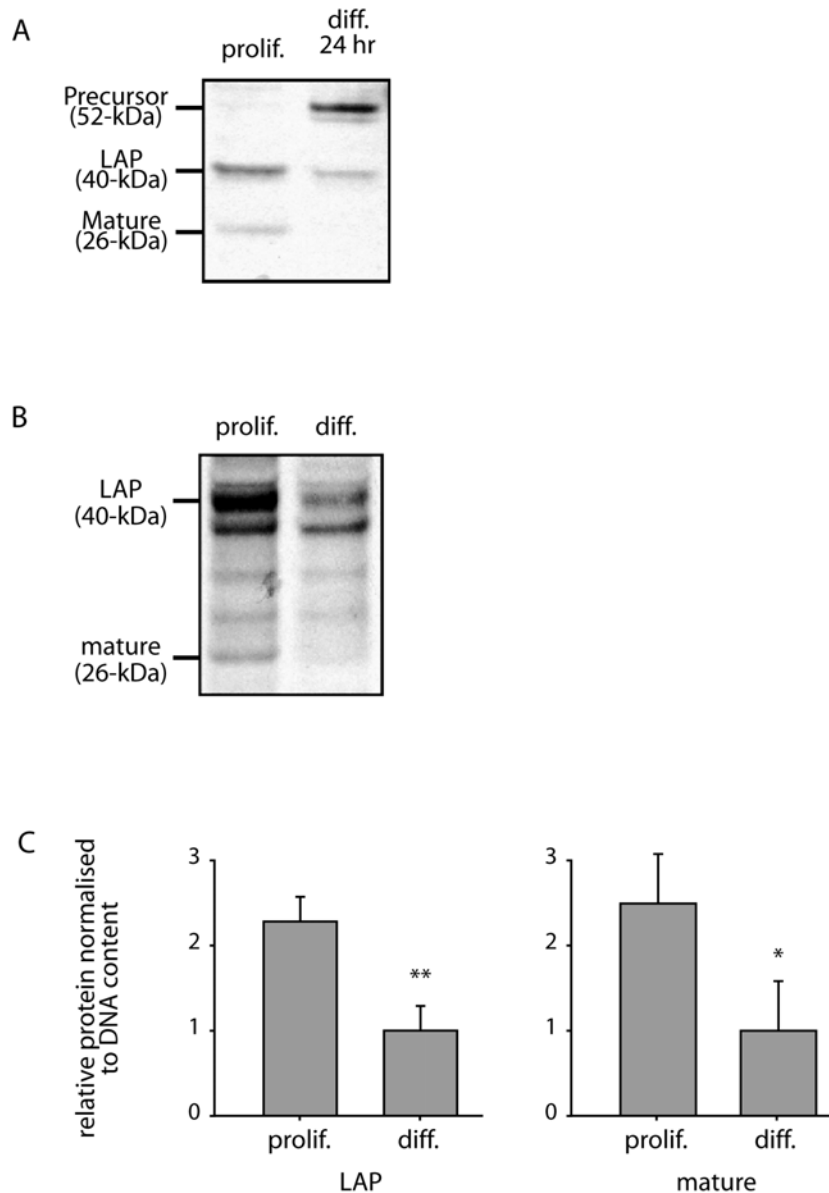 A
prolif.
diff.
24 hr
Precursor
(52-kDa)
LAP
(40-kDa)
Mature
(26-kDa)
B
prolif.
diff.
LAP
(40-kDa)
mature
(26-kDa)
C
relative protein normalised
to DNA content
3
2
1
0
**
prolif.
diff.
LAP
3
2
1
0
*
prolif.
diff.
mature